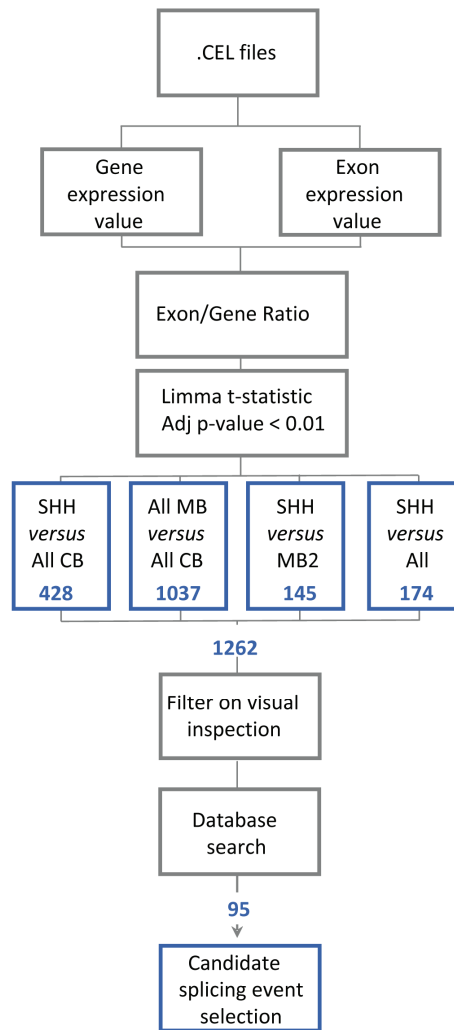 .CEL files
Gene
expression
value
Exon
expression
value
Exon/Gene Ratio
Limma t-statistic
Adj p-value < 0.01
SHH
versus
All CB
428
All MB
versus
All CB
1037
SHH
versus
MB2
145
SHH
versus
All
174
1262
Filter on visual
inspection
Database
search
95
Candidate
splicing event
selection